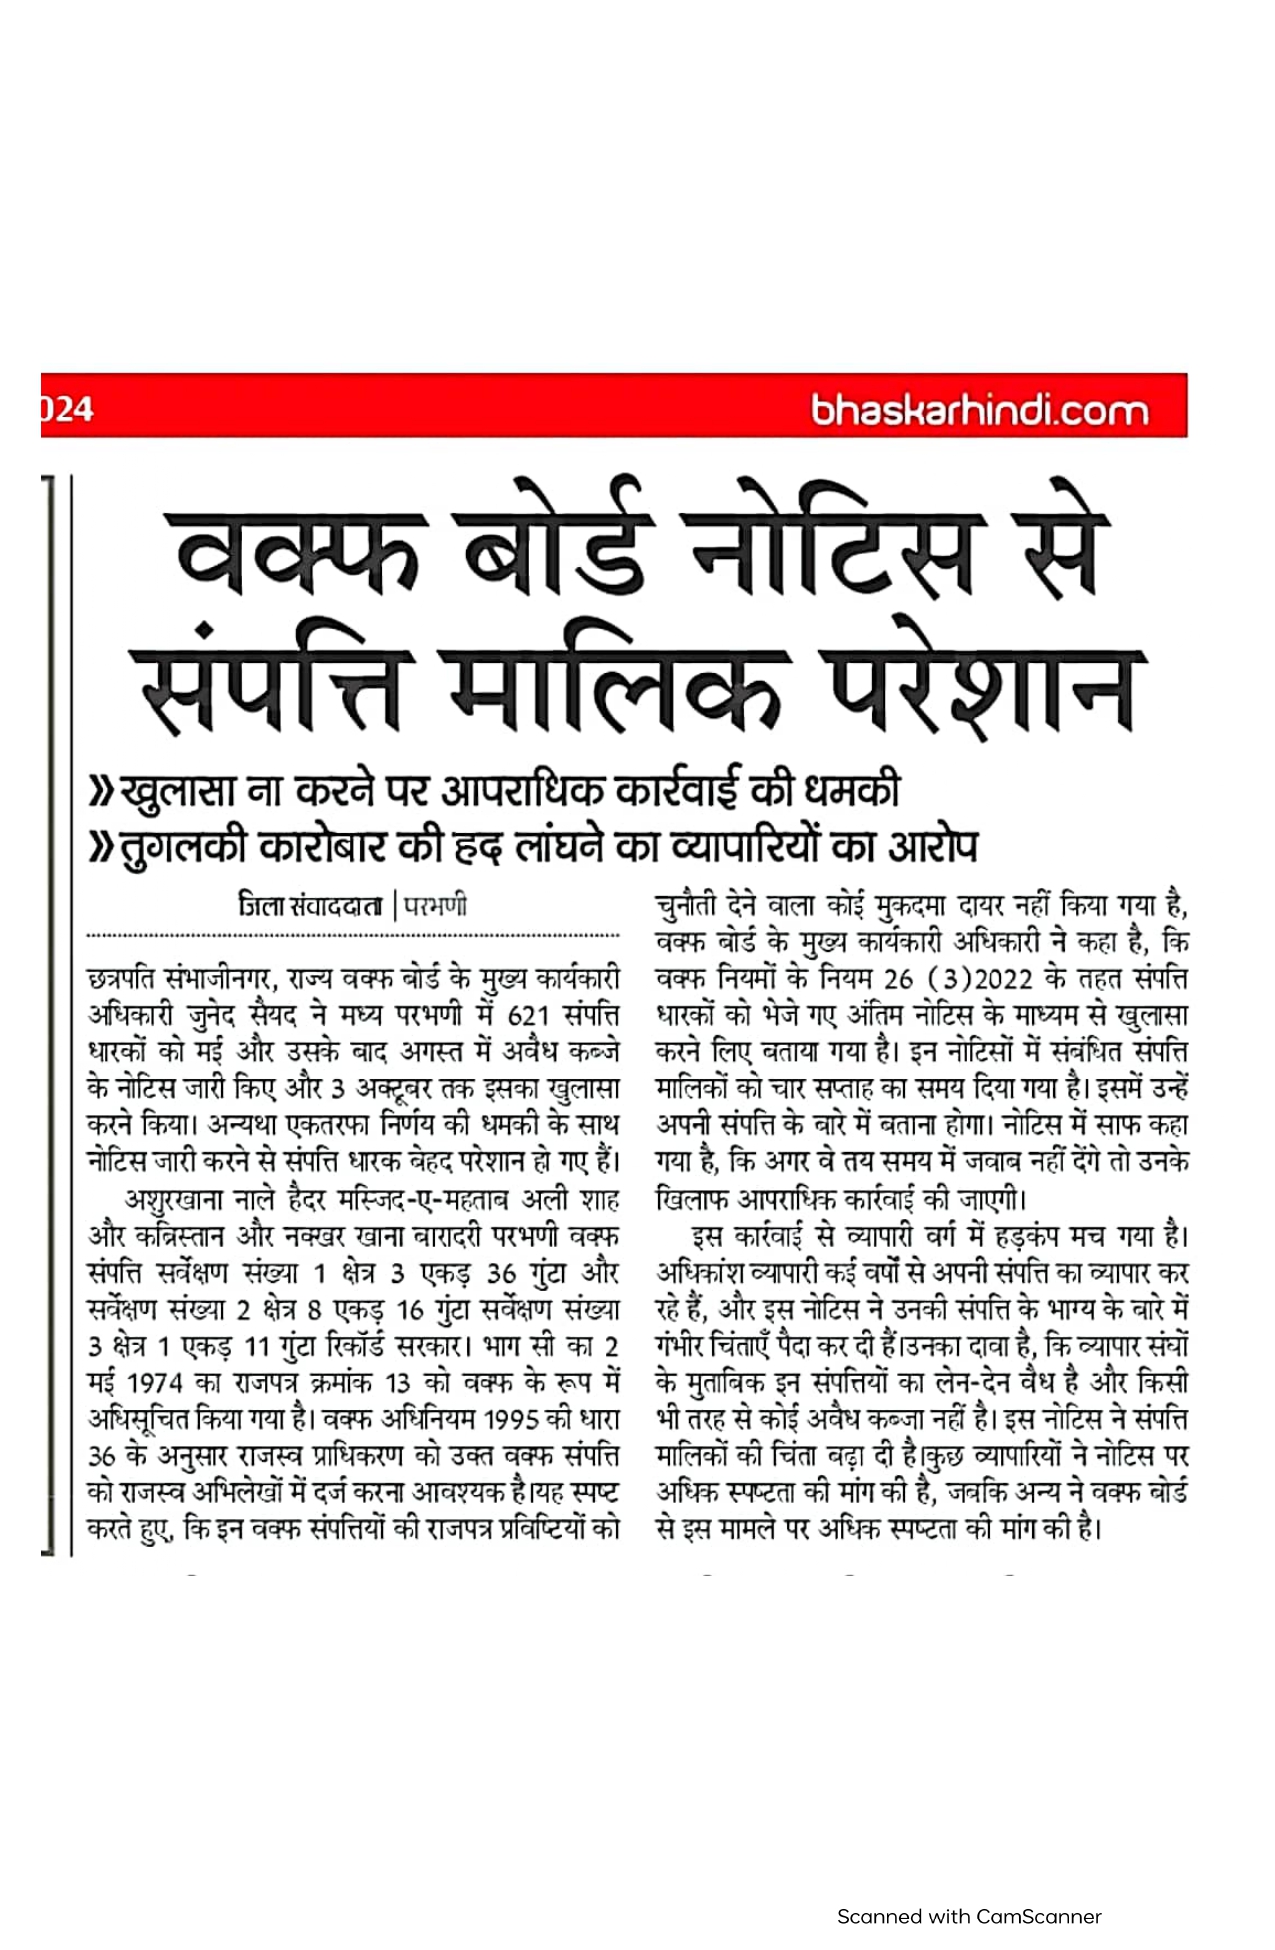 024
bhaskarhindi.com
वक्फ बोर्ड नोटिस से
संपत्ति मालिक परेशान
»खुलासा ना करने पर आपराधिक कार्रवाई की धमकी
»तुगलकी कारोबार की हद लांघने का व्यापारियों का आरोप
जिला संवाददाता | परभणी
छत्रपति संभाजीनगर, राज्य वक्फ बोर्ड के मुख्य कार्यकारी
अधिकारी जुनेद सैयद ने मध्य परभणी में 621 संपत्ति
धारकों को मई और उसके बाद अगस्त में अवैध कब्जे
के नोटिस जारी किए और 3 अक्टूबर तक इसका खुलासा
करने किया। अन्यथा एकतरफा निर्णय की धमकी के साथ
नोटिस जारी करने से संपत्ति धारक बेहद परेशान हो गए हैं।
अशुरखाना नाले हैदर मस्जिद-ए-महताब अली शाह
और कब्रिस्तान और नक्खर खाना बारादरी परभणी वक्फ
संपत्ति सर्वेक्षण संख्या 1 क्षेत्र 3 एकड़ 36 गुंटा और
सर्वेक्षण संख्या 2 क्षेत्र 8 एकड़ 16 गुंटा सर्वेक्षण संख्या
3 क्षेत्र 1 एकड़ 11 गुंटा रिकॉर्ड सरकार। भाग सी का 2
मई 1974 का राजपत्र क्रमांक 13 को वक्फ के रूप में
अधिसूचित किया गया है। वक्फ अधिनियम 1995 की धारा
36 के अनुसार राजस्व प्राधिकरण को उक्त वक्फ संपत्ति
को राजस्व अभिलेखों में दर्ज करना आवश्यक है।यह स्पष्ट
करते हुए, कि इन वक्फ संपत्तियों की राजपत्र प्रविष्टियों को
चुनौती देने वाला कोई मुकदमा दायर नहीं किया गया है,
वक्फ बोर्ड के मुख्य कार्यकारी अधिकारी ने कहा है, कि
वक्फ नियमों के नियम 26 (3)2022 के तहत संपत्ति
धारकों को भेजे गए अंतिम नोटिस के माध्यम से खुलासा
करने लिए बताया गया है। इन नोटिसों में संबंधित संपत्ति
मालिकों को चार सप्ताह का समय दिया गया है। इसमें उन्हें
अपनी संपत्ति के बारे में बताना होगा। नोटिस में साफ कहा
गया है, कि अगर वे तय समय में जवाब नहीं देंगे तो उनके
खिलाफ आपराधिक कार्रवाई की जाएगी।
इस कार्रवाई से व्यापारी वर्ग में हड़कंप मच गया है।
अधिकांश व्यापारी कई वर्षों से अपनी संपत्ति का व्यापार कर
रहे हैं, और इस नोटिस ने उनकी संपत्ति के भाग्य के बारे में
गंभीर चिंताएँ पैदा कर दी हैं।उनका दावा है, कि व्यापार संघों
के मुताबिक इन संपत्तियों का लेन-देन वैध है और किसी
भी तरह से कोई अवैध कब्जा नहीं है। इस नोटिस ने संपत्ति
मालिकों की चिंता बढ़ा दी है।कुछ व्यापारियों ने नोटिस पर
अधिक स्पष्टता की मांग की है, जबकि अन्य ने वक्फ बोर्ड
से इस मामले पर अधिक स्पष्टता की मांग की है।
Scanned with CamScanner